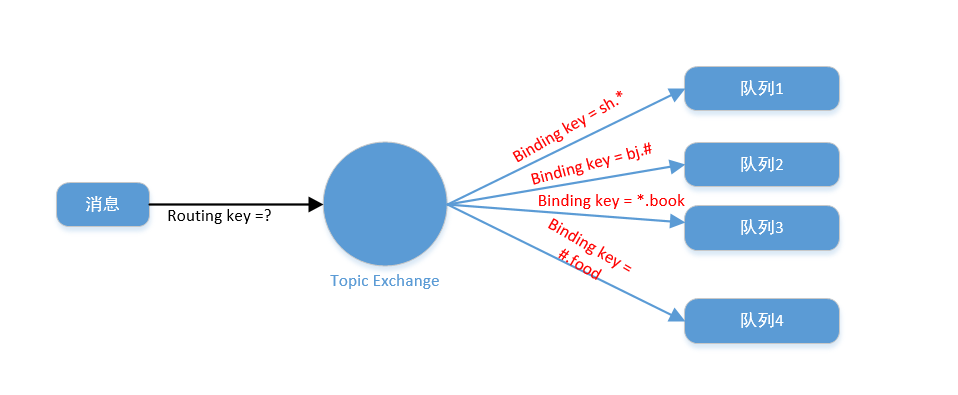 消息
Routing key =?
Topic Exchange
Binding key = sh.*
Binding key = bj.#
Binding key = *.book
Binding key =
#.food
队列1
队列2
队列3
队列4